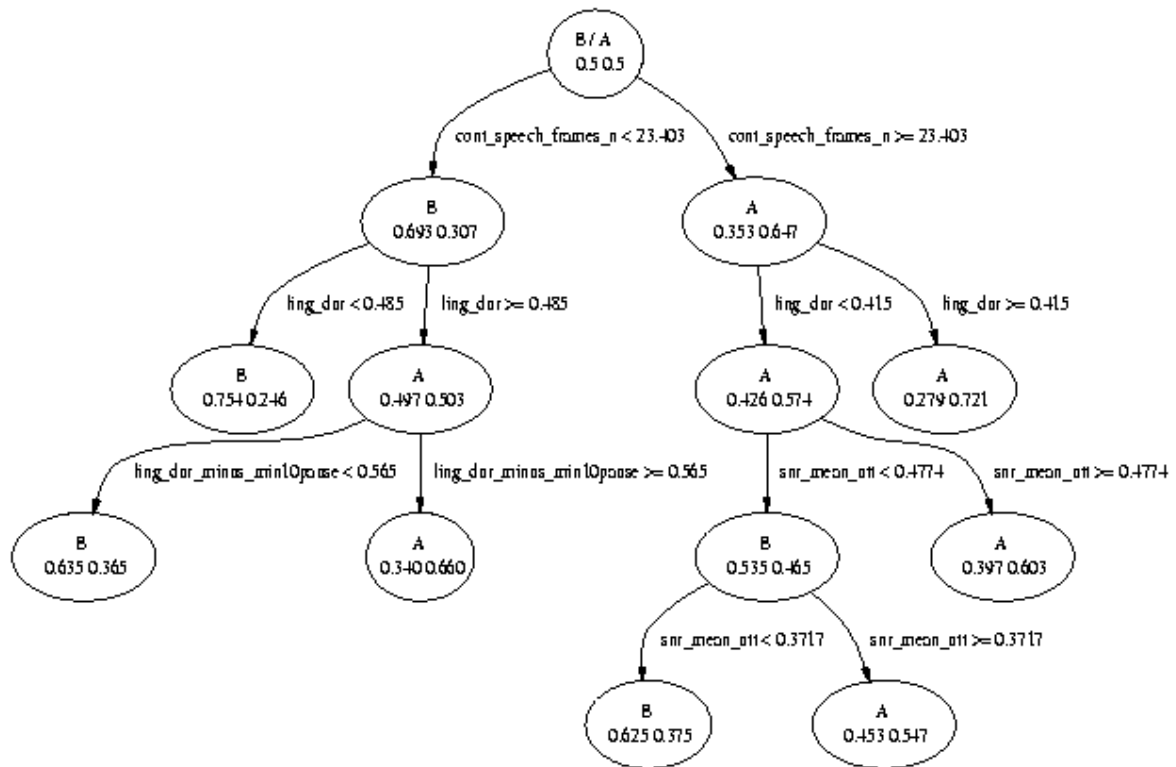 B / A
0.5 0.5
cont_speech_frames_n < 23.403
cont_speech_frames_n >= 23.403
B
0.693 0.307
A
0.353 0.647
ling_dur < 0.485
ling_dur >= 0.485
ling_dur < 0.415
ling_dur >= 0.415
B
0.754 0.246
A
0.497 0.503
A
0.426 0.574
A
0.279 0.721
ling_dur_minus_min10pause < 0.565
ling_dur_minus_min10pause >= 0.565
snr_mean_utt < 0.4774
snr_mean_utt >= 0.4774
B
0.635 0.365
A
0.340 0.660
B
0.535 0.465
A
0.397 0.603
snr_mean_utt < 0.3717
snr_mean_utt >= 0.3717
B
0.625 0.375
A
0.453 0.547